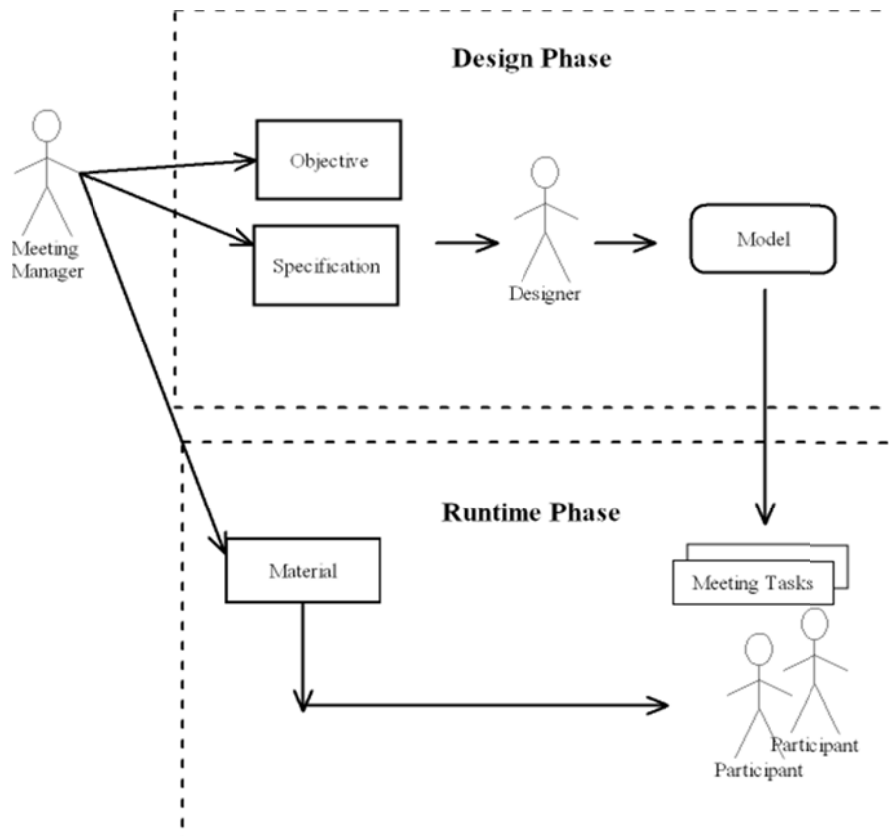 Design Phase
Objective
Meeting
Manager
Specification
Designer
Model
Runtime Phase
Material
Meeting Tasks
Participant
Participant